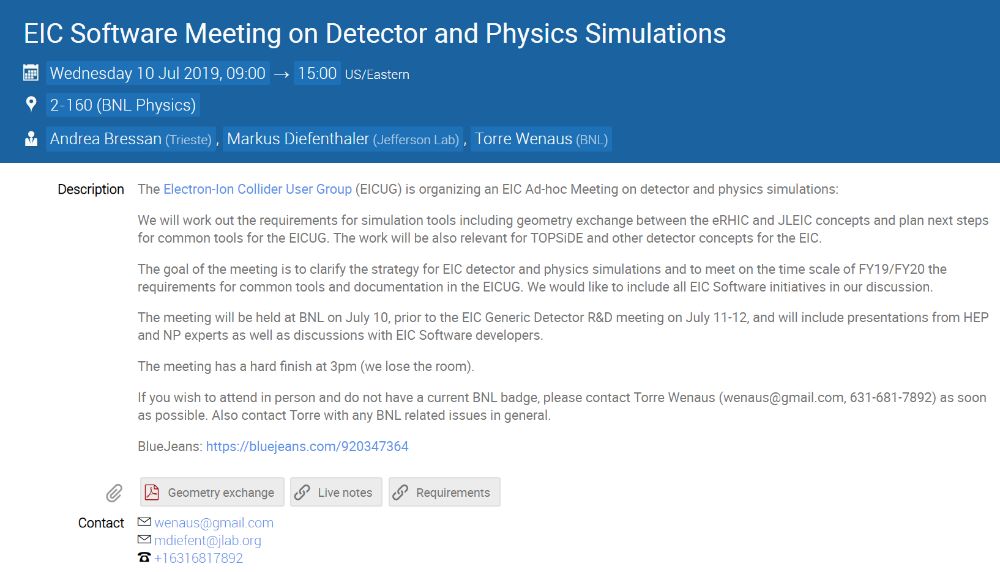 EIC Software Meeting on Detector and Physics Simulations
Wednesday 10 Jul 2019, 09:00 → 15:00 US/Eastern
2-160 (BNL Physics)
Andrea Bressan (Trieste) , Markus Diefenthaler (Jefferson Lab) , Torre Wenaus (BNL)
Description The Electron-Ion Collider User Group (EICUG) is organizing an EIC Ad-hoc Meeting on detector and physics simulations:
We will work out the requirements for simulation tools including geometry exchange between the eRHIC and JLEIC concepts and plan next steps
for common tools for the EICUG. The work will be also relevant for TOPSiDE and other detector concepts for the EIC.
The goal of the meeting is to clarify the strategy for EIC detector and physics simulations and to meet on the time scale of FY19/FY20 the
requirements for common tools and documentation in the EICUG. We would like to include all EIC Software initiatives in our discussion.
The meeting will be held at BNL on July 10, prior to the EIC Generic Detector R&D meeting on July 11-12, and will include presentations from HEP
and NP experts as well as discussions with EIC Software developers.
The meeting has a hard finish at 3pm (we lose the room).
If you wish to attend in person and do not have a current BNL badge, please contact Torre Wenaus (wenaus@gmail.com, 631-681-7892) as soon
as possible. Also contact Torre with any BNL related issues in general.
BlueJeans: https://bluejeans.com/920347364
Geometry exchange Live notes Requirements
Contact wenaus@gmail.com
mdiefent@jlab.org
+16316817892